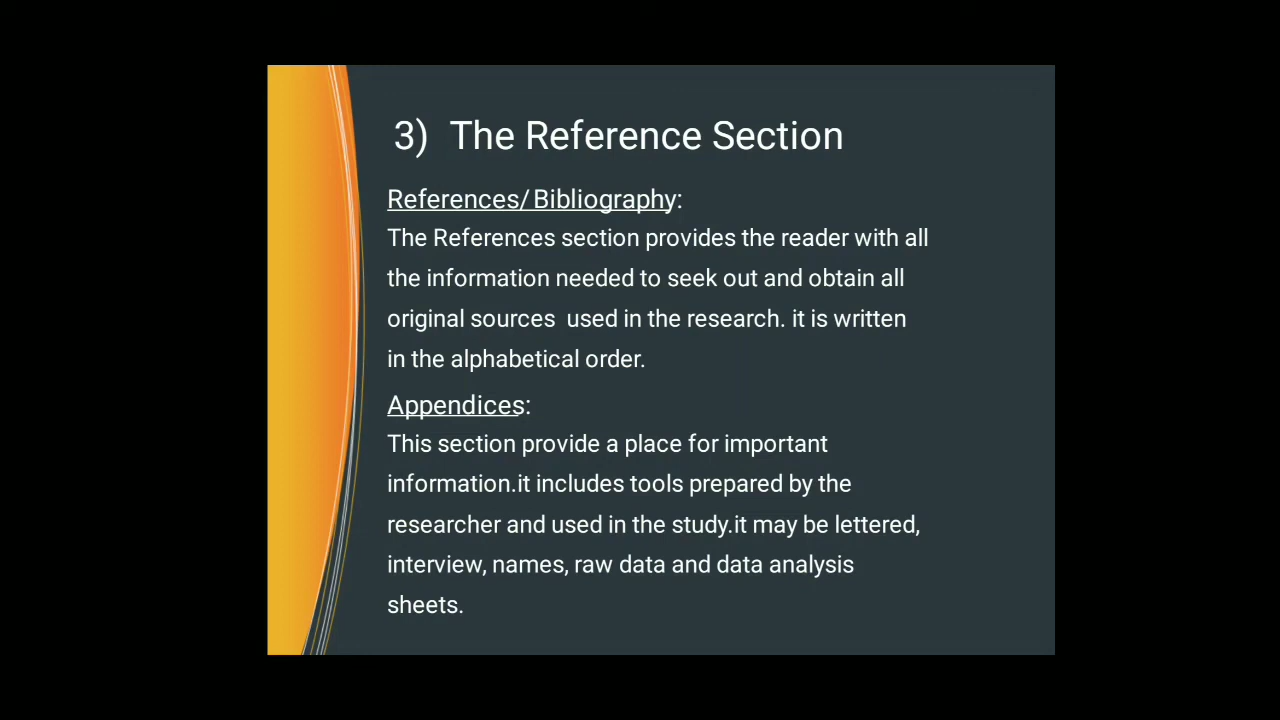 3) The Reference Section
References/ Bibliography:
The References section provides the reader with all
the information needed to seek out and obtain all
original sources  used in the research. it is written
in the alphabetical order.
Appendices:
This section provide a place for important
information.it includes tools prepared by the
researcher and used in the study.it may be lettered,
interview, names, raw data and data analysis
sheets.